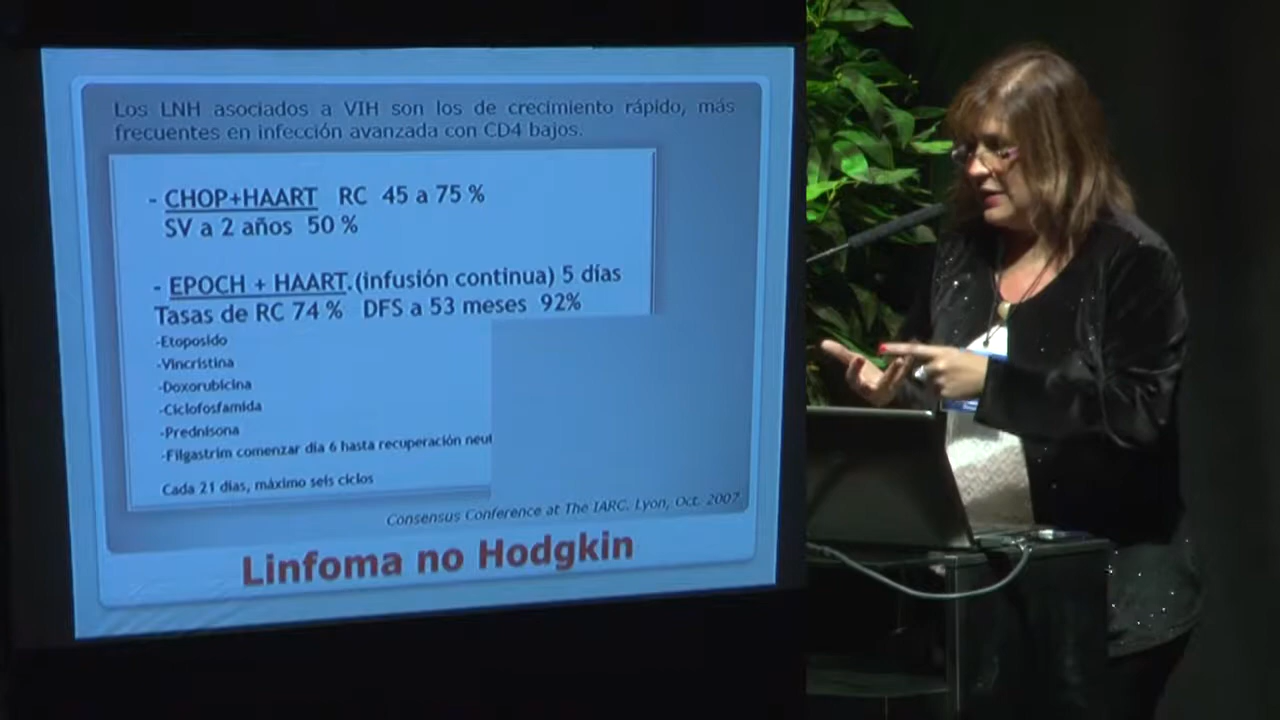 Los LNH asociados a VIH son los de crecimiento rápido, más
frecuentes en infección avanzada con CD4 bajos.
- CHOP+HAART RC 45 a 75 %
SV a 2 años 50 %
- EPOCH + HAART.(infusión continua) 5 días
Tasas de RC 74 % DFS a 53 meses 92%
-Etoposido
-Vincristina
-Doxorubicina
-Ciclofosfamida
-Prednisona
-Filgastrim comenzar dia 6 hasta recuperación neut
Cada 21 dias, máximo seis ciclos
Consensus Conference at The IARC. Lyon, Oct. 2007.
Linfoma no Hodgkin